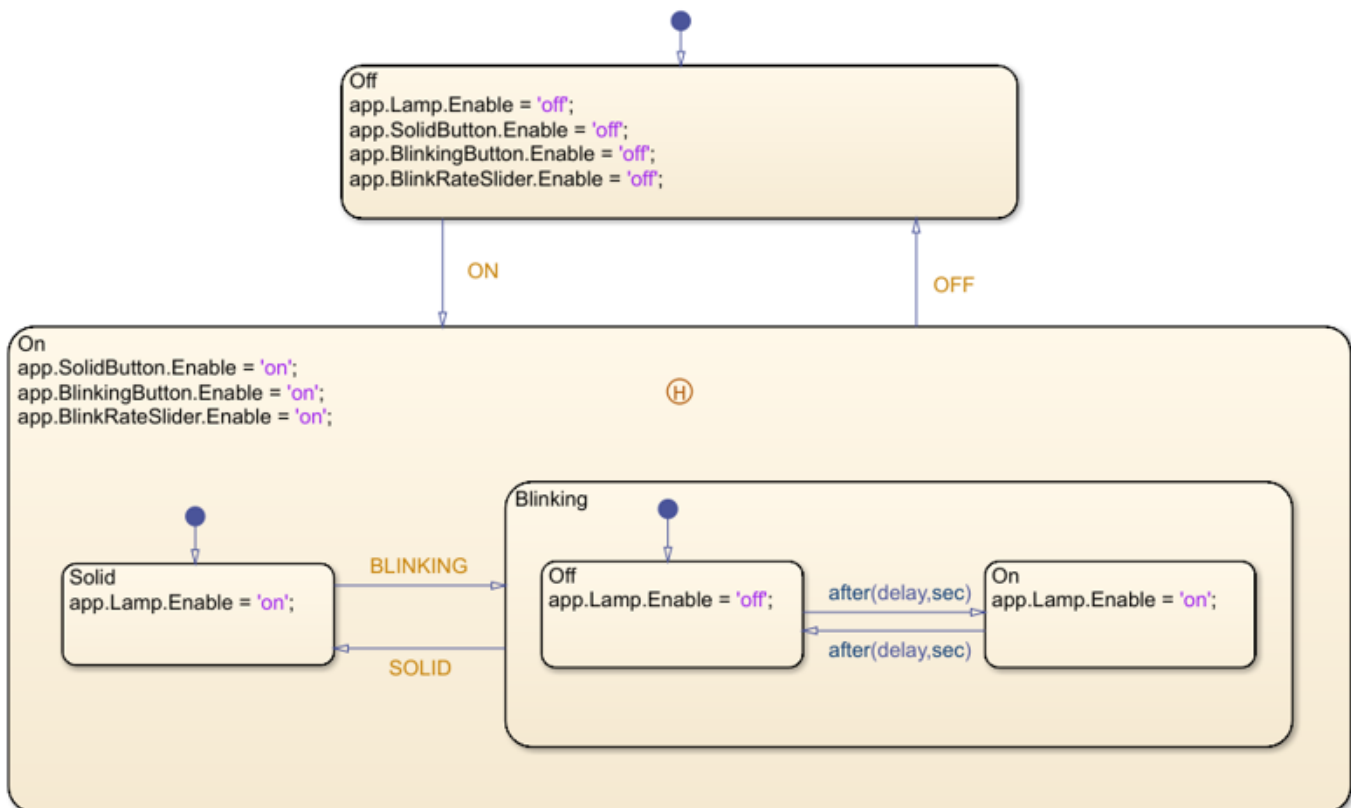 Off
app.Lamp.Enable = 'off';
app.SolidButton.Enable = 'off';
app.BlinkingButton.Enable = 'off';
app.BlinkRateSlider.Enable = 'off';
ON
OFF
On
app.SolidButton.Enable = 'on';
app.BlinkingButton.Enable = 'on';
app.BlinkRateSlider.Enable = 'on';
H
Solid
app.Lamp.Enable = 'on';
BLINKING
SOLID
Blinking
Off
app.Lamp.Enable = 'off';
after(delay,sec)
after(delay,sec)
On
app.Lamp.Enable = 'on';